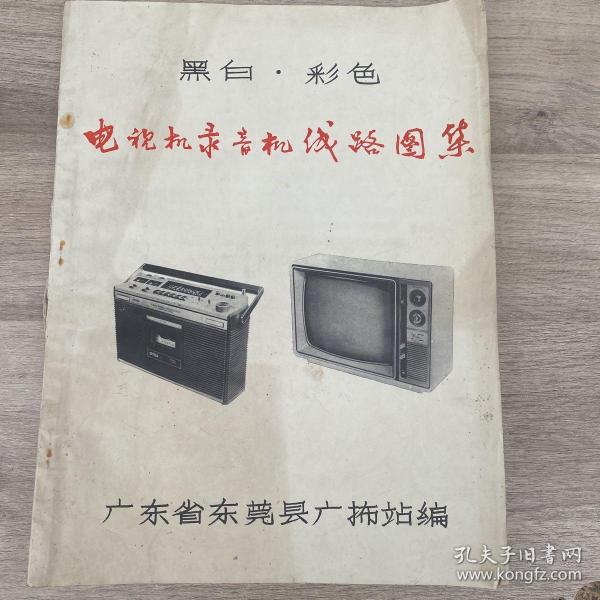 黑白·彩色
电视机录音机线路图集
广东省东莞县广㧊站编
孔夫子旧书网
www.kongfz.com